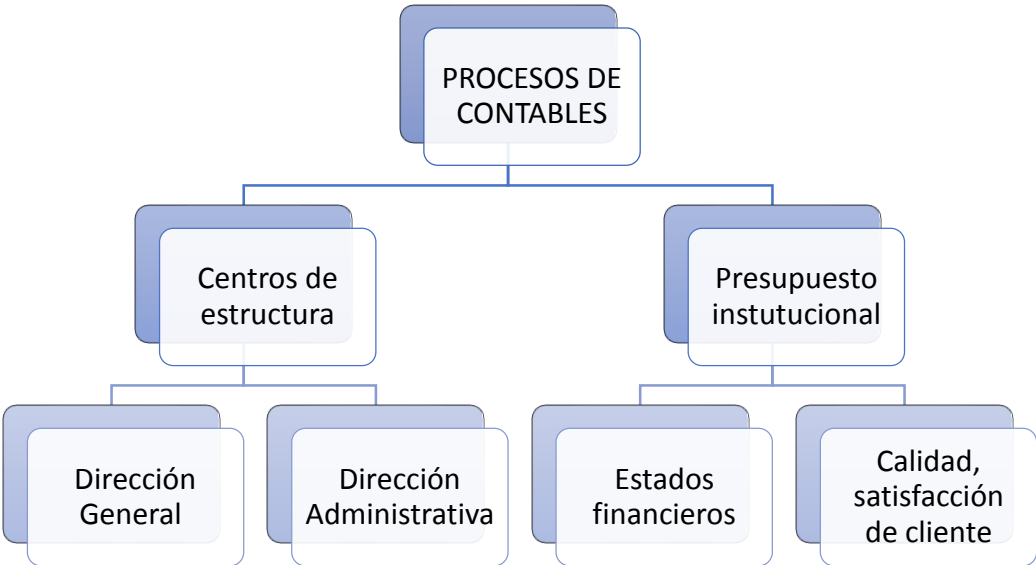 PROCESOS DE
CONTABLES
Centros de
estructura
Presupuesto
instutucional
Dirección
General
Dirección
Administrativa
Estados
financieros
Calidad,
satisfacción
de cliente